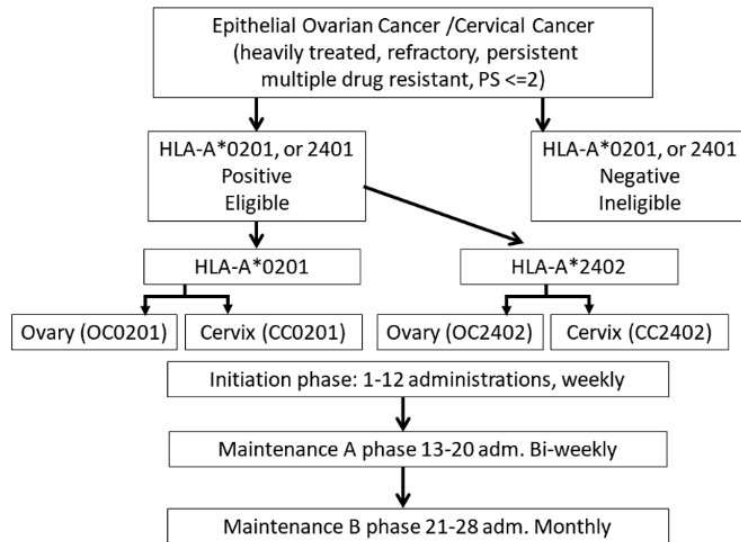 Epithelial Ovarian Cancer /Cervical Cancer
(heavily treated, refractory, persistent
multiple drug resistant, PS <=2)
HLA-A*0201, or 2401
Positive
Eligible
HLA-A*0201, or 2401
Negative
Ineligible
HLA-A*0201
HLA-A*2402
Ovary (OC0201)
Cervix (CC0201)
Ovary (OC2402)
Cervix (CC2402)
Initiation phase: 1-12 administrations, weekly
Maintenance A phase 13-20 adm. Bi-weekly
Maintenance B phase 21-28 adm. Monthly